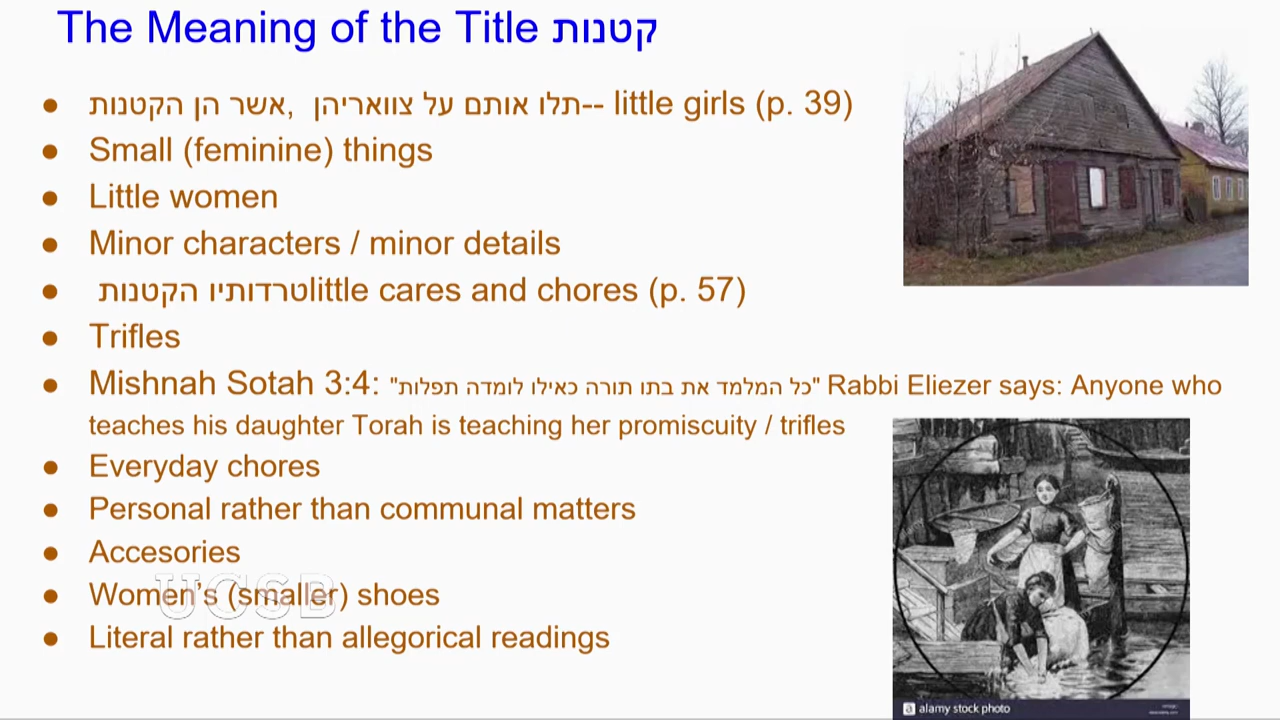 The Meaning of the Title קטנות
תלו אותם על צוואריהן, אשר הן הקטנות-- little girls (p. 39)
Small (feminine) things
Little women
Minor characters / minor details
טרדותיו הקטנות little cares and chores (p. 57)
Trifles
Mishnah Sotah 3:4: "כל המלמד את בתו תורה כאילו לומדה תפלות" Rabbi Eliezer says: Anyone who
teaches his daughter Torah is teaching her promiscuity / trifles
Everyday chores
Personal rather than communal matters
Accesories
Women's (smaller) shoes
Literal rather than allegorical readings
UCSB
a alamy stock photo